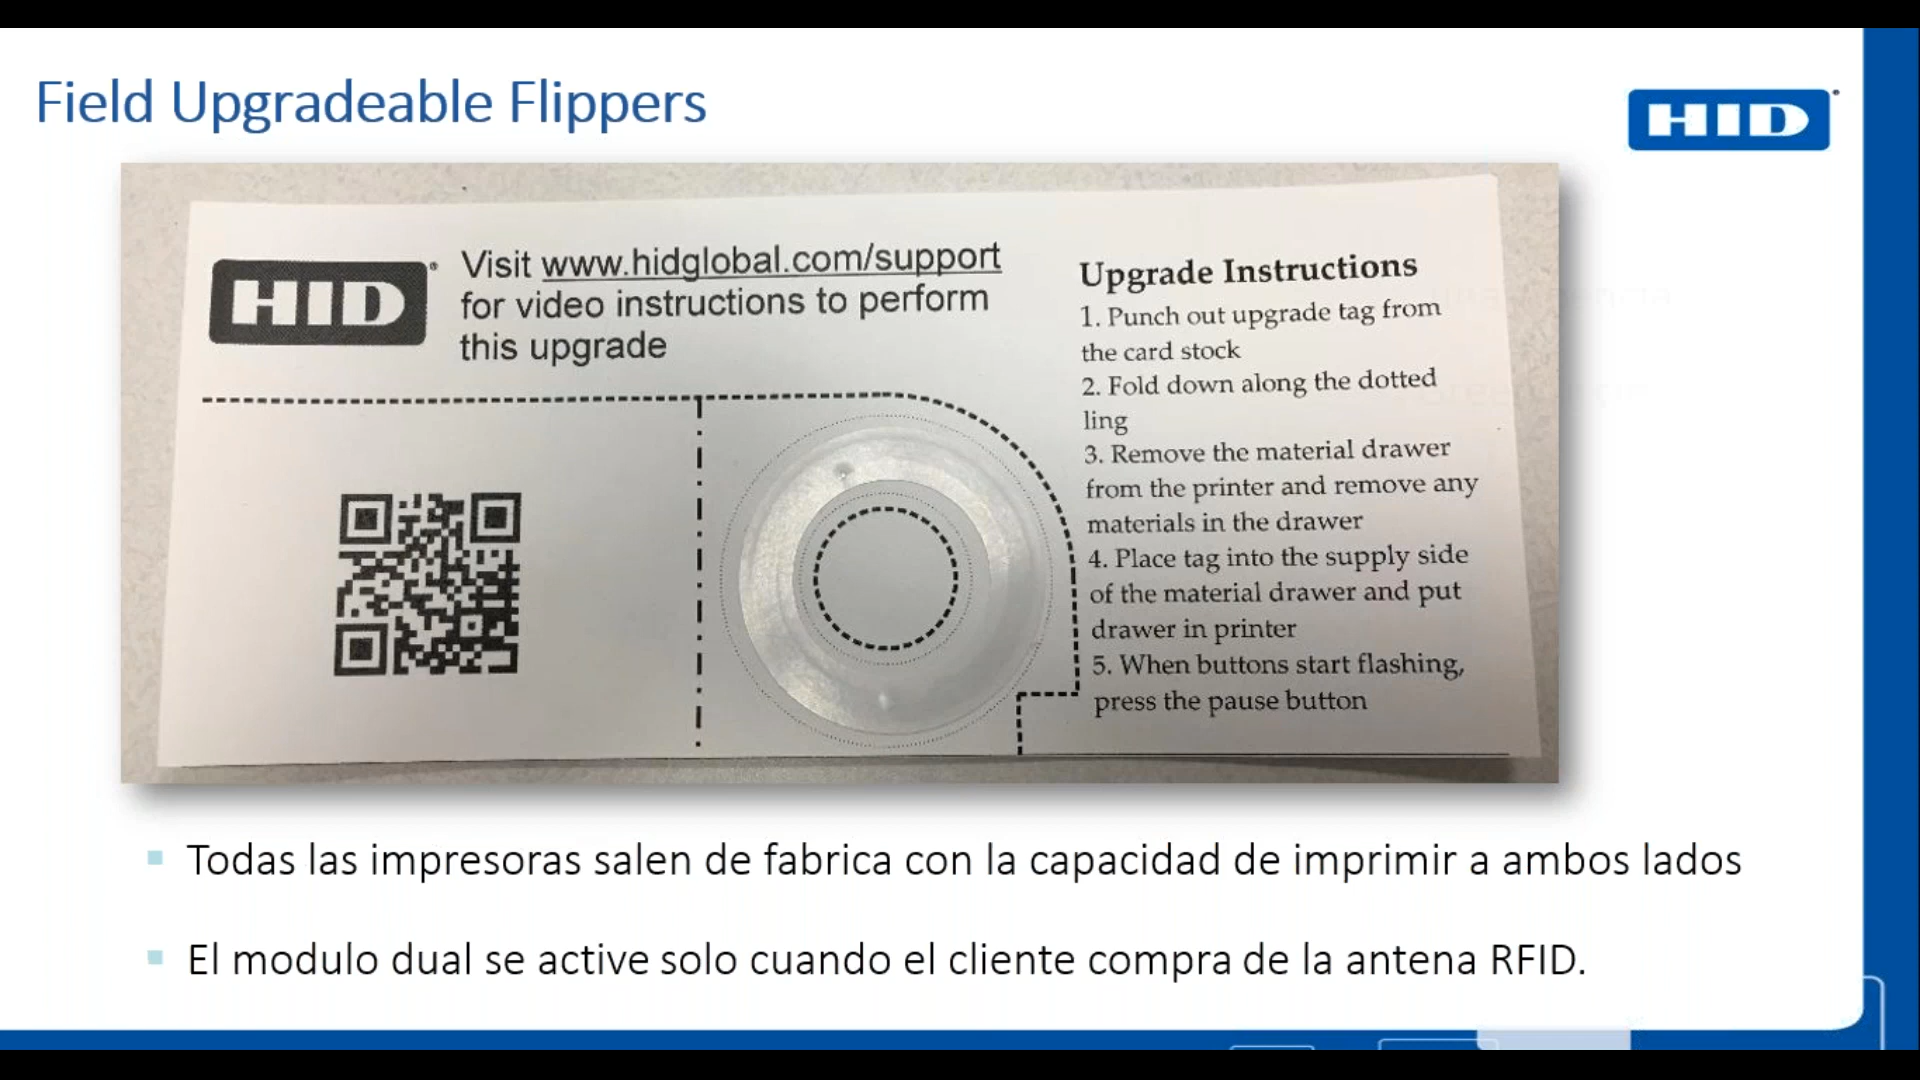 Field Upgradeable Flippers
HID
HID
Visit www.hidglobal.com/support
for video instructions to perform
this upgrade
Upgrade Instructions
1. Punch out upgrade tag from
the card stock
2. Fold down along the dotted
ling
3. Remove the material drawer
from the printer and remove any
materials in the drawer
4. Place tag into the supply side
of the material drawer and put
drawer in printer
5. When buttons start flashing,
press the pause button
Todas las impresoras salen de fabrica con la capacidad de imprimir a ambos lados
El modulo dual se active solo cuando el cliente compra de la antena RFID.